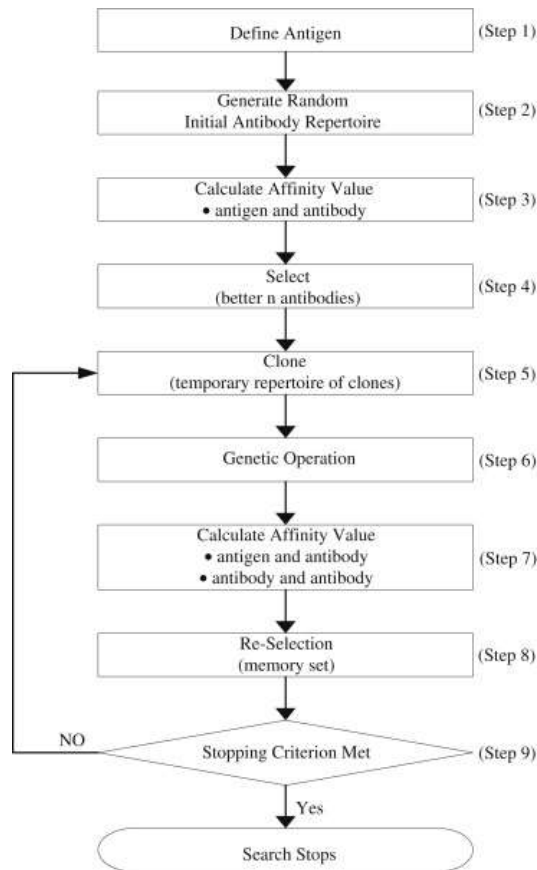 Define Antigen
(Step 1)
Generate Random
Initial Antibody Repertoire
(Step 2)
Calculate Affinity Value
• antigen and antibody
(Step 3)
Select
(better n antibodies)
(Step 4)
Clone
(temporary repertoire of clones)
(Step 5)
Genetic Operation
(Step 6)
Calculate Affinity Value
• antigen and antibody
• antibody and antibody
(Step 7)
Re-Selection
(memory set)
(Step 8)
NO
Stopping Criterion Met
(Step 9)
Yes
Search Stops